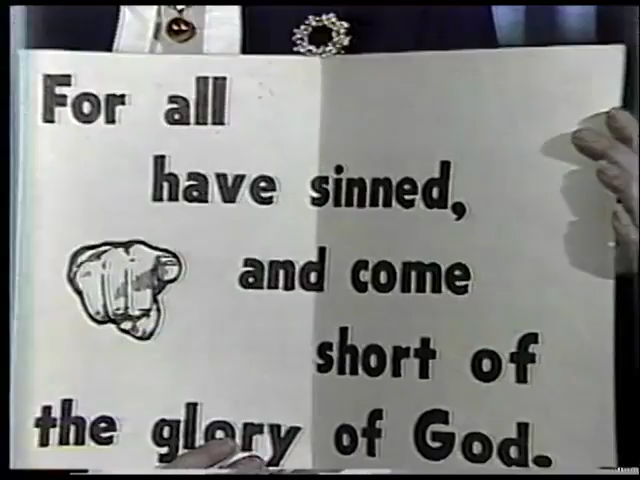 For all
have sinned,
and come
short of
the glory of God.